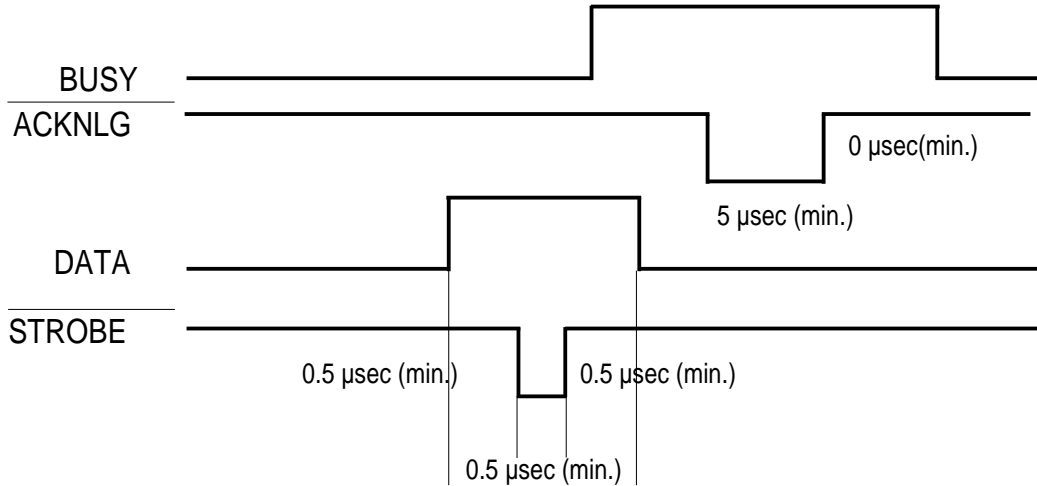 BUSY
ACKNLG
0 µsec(min.)
5 µsec (min.)
DATA
STROBE
0.5 µsec (min.)
0.5 µsec (min.)
0.5 µsec (min.)